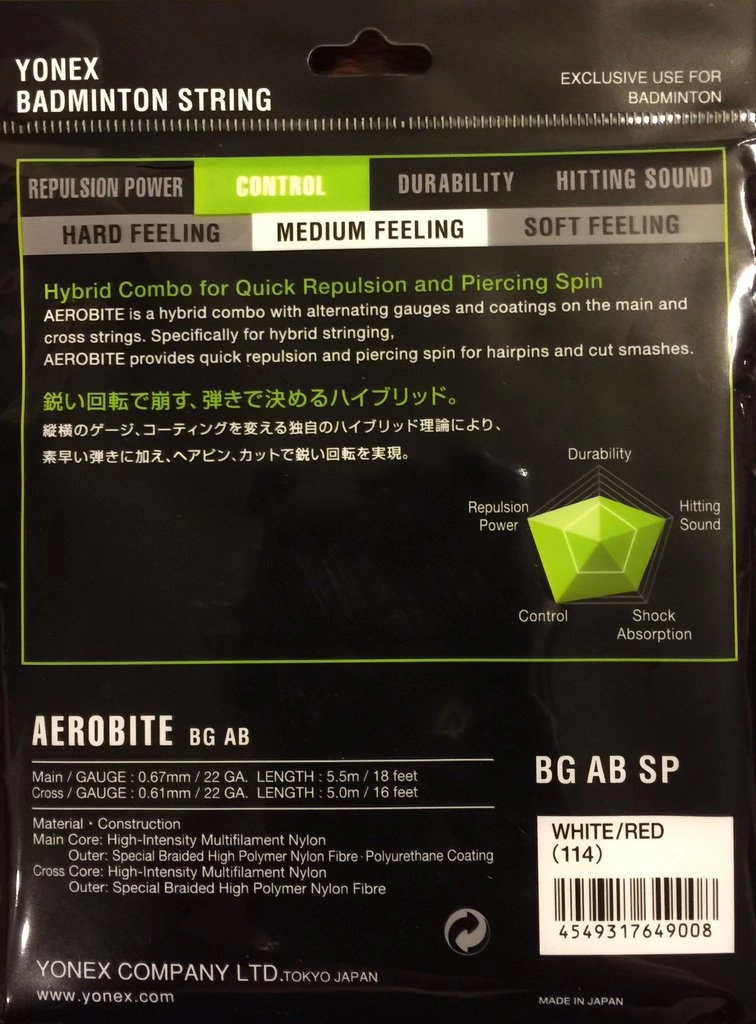 YONEX
BADMINTON STRING
EXCLUSIVE USE FOR
BADMINTON
REPULSION POWER CONTROL DURABILITY HITTING SOUND
HARD FEELING MEDIUM FEELING SOFT FEELING
Hybrid Combo for Quick Repulsion and Piercing Spin
AEROBITE is a hybrid combo with alternating gauges and coatings on the main and
cross strings. Specifically for hybrid stringing,
AEROBITE provides quick repulsion and piercing spin for hairpins and cut smashes.
鋭い回転で崩す、弾きで決めるハイブリッド。
縦横のゲージ、コーティングを変える独自のハイブリッド理論により、
素早い弾きに加え、ヘアピン、カットで鋭い回転を実現。
Durability
Repulsion
Power
Hitting
Sound
Control
Shock
Absorption
AEROBITE BG AB
Main / GAUGE : 0.67mm / 22 GA. LENGTH : 5.5m / 18 feet
Cross / GAUGE : 0.61mm / 22 GA. LENGTH : 5.0m / 16 feet
BG AB SP
Material・Construction
Main Core: High-Intensity Multifilament Nylon
Outer: Special Braided High Polymer Nylon Fibre・Polyurethane Coating
Cross Core: High-Intensity Multifilament Nylon
Outer: Special Braided High Polymer Nylon Fibre
WHITE/RED
(114)
4549317649008
YONEX COMPANY LTD.TOKYO JAPAN
www.yonex.com
MADE IN JAPAN